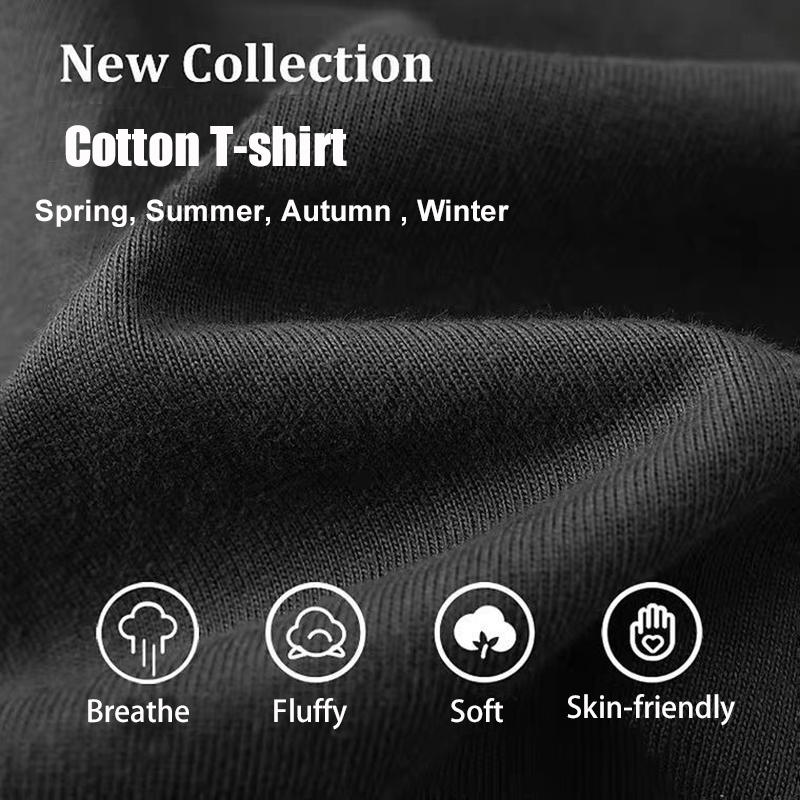 New Collection
Cotton T-shirt
Spring, Summer, Autumn , Winter
Breathe
Fluffy
Soft
Skin-friendly